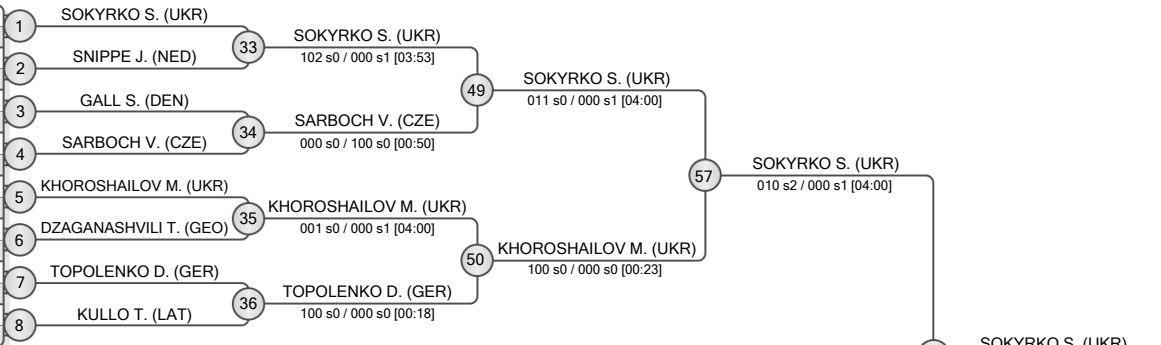 1
SOKYRKO S. (UKR)
2
SNIPPE J. (NED)
33
SOKYRKO S. (UKR)
102 s0 / 000 s1 [03:53]
3
GALL S. (DEN)
4
SARBOCH V. (CZE)
34
SARBOCH V. (CZE)
000 s0 / 100 s0 [00:50]
49
SOKYRKO S. (UKR)
011 s0 / 000 s1 [04:00]
5
KHOROSHAILOV M. (UKR)
6
DZAGANASHVILI T. (GEO)
35
KHOROSHAILOV M. (UKR)
001 s0 / 000 s1 [04:00]
7
TOPOLENKO D. (GER)
8
KULLO T. (LAT)
36
TOPOLENKO D. (GER)
100 s0 / 000 s0 [00:18]
50
KHOROSHAILOV M. (UKR)
100 s0 / 000 s0 [00:23]
57
SOKYRKO S. (UKR)
010 s2 / 000 s1 [04:00]
SOKYRKO S. (UKR)